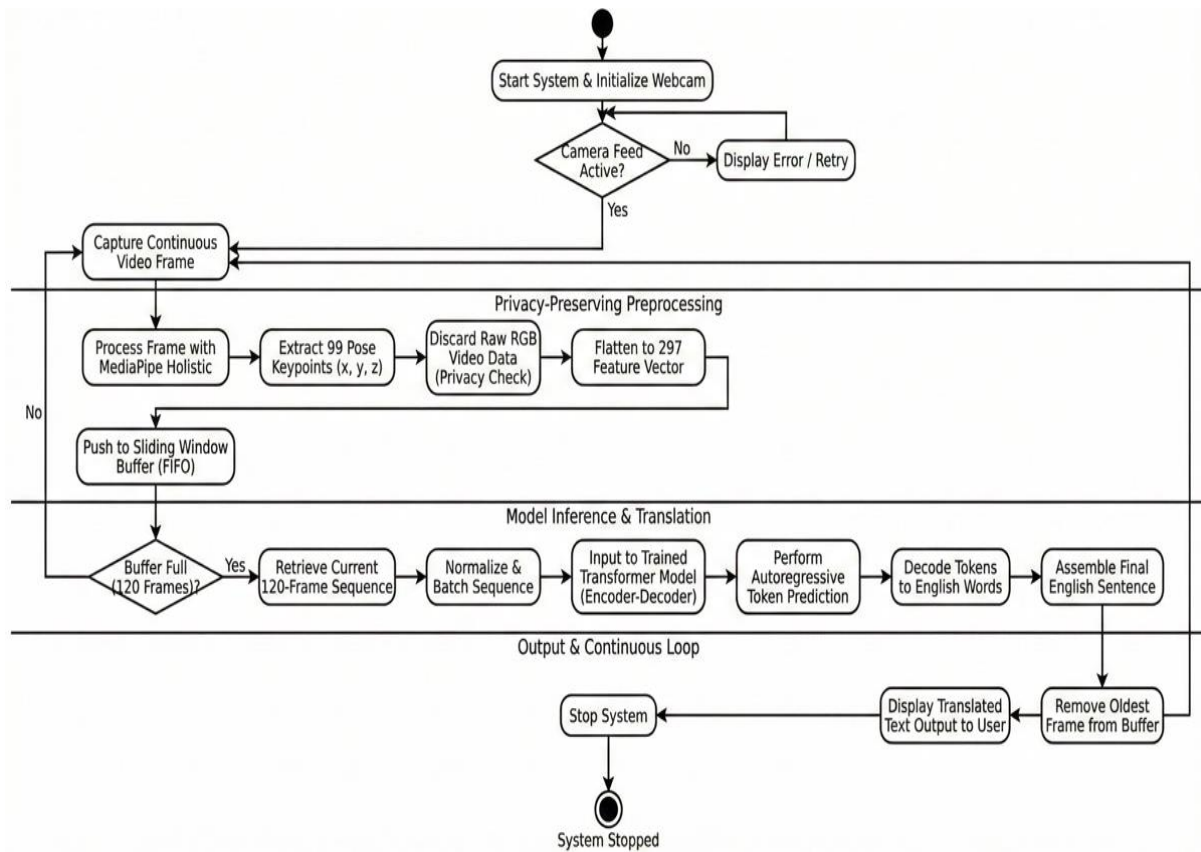 Start System & Initialize Webcam
Camera Feed
Active?
No
Display Error / Retry
Yes
Capture Continuous
Video Frame
Privacy-Preserving Preprocessing
Process Frame with
MediaPipe Holistic
Extract 99 Pose
Keypoints (x, y, z)
Discard Raw RGB
Video Data
(Privacy Check)
Flatten to 297
Feature Vector
No
Push to Sliding Window
Buffer (FIFO)
Model Inference & Translation
Buffer Full
(120 Frames)?
Yes
Retrieve Current
120-Frame Sequence
Normalize &
Batch Sequence
Input to Trained
Transformer Model
(Encoder-Decoder)
Perform
Autoregressive
Token Prediction
Decode Tokens
to English Words
Assemble Final
English Sentence
Output & Continuous Loop
Stop System
Display Translated
Text Output to User
Remove Oldest
Frame from Buffer
System Stopped